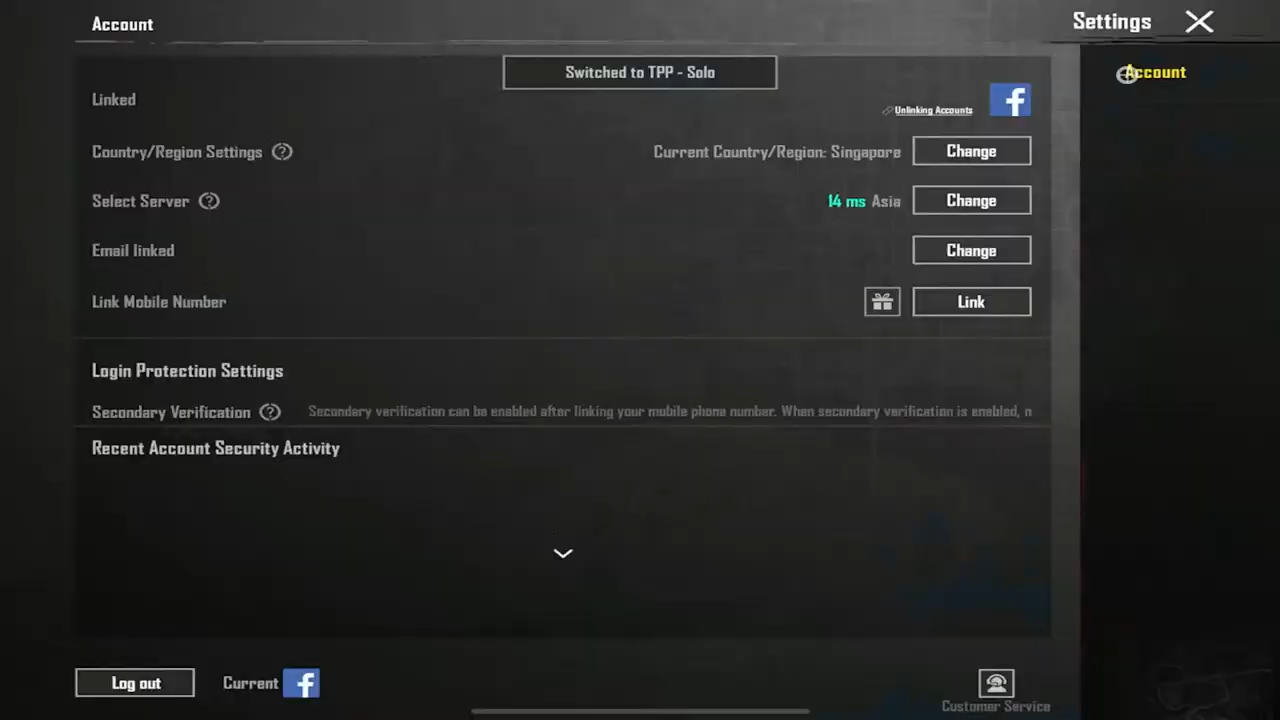 Account
Settings
Switched to TPP - Solo
Account
Linked
Unlinking Accounts
Country/Region Settings
Current Country/Region: Singapore
Change
Select Server
14 ms Asia
Change
Email linked
Change
Link Mobile Number
Link
Login Protection Settings
Secondary Verification
Secondary verification can be enabled after linking your mobile phone number. When secondary verification is enabled, n
Recent Account Security Activity
Log out
Current
Customer Service